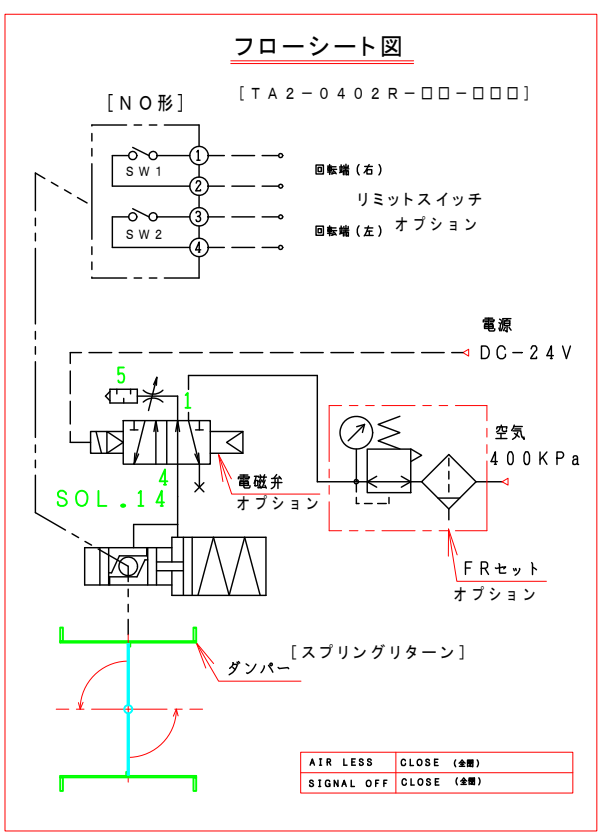 フローシート図
[TA2-0402R-□□-□□□]
[NO形]
1
SW1
2
3
SW2
4
回転端(右)
リミットスイッチ
オプション
回転端(左)
電源
DC-24V
5
1
空気
400KPa
4
SOL.14
電磁弁
オプション
FRセット
オプション
[スプリングリターン]
ダンパー
AIR LESS CLOSE (全閉)
SIGNAL OFF CLOSE (全閉)